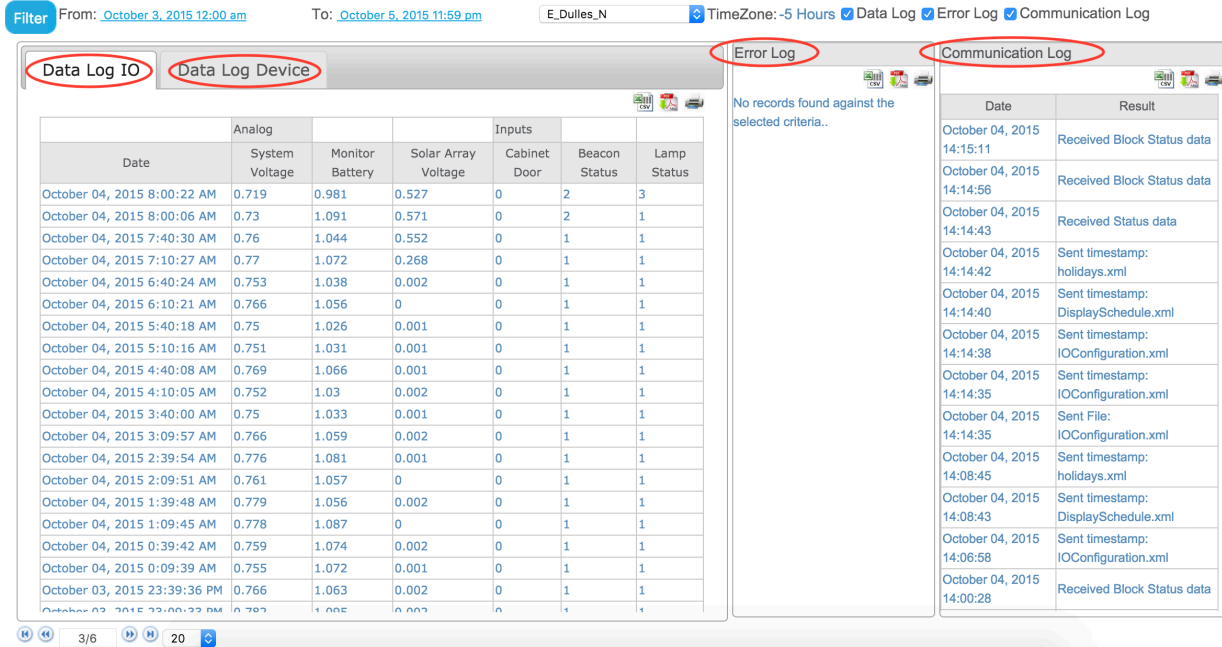 Filter From: October 3, 2015 12:00 am To: October 5, 2015 11:59 pm E_Dulles_N TimeZone: -5 Hours Data Log Error Log Communication Log
Data Log IO Data Log Device
CSV PDF
Analog Inputs
Date System Voltage Monitor Battery Solar Array Voltage Cabinet Door Beacon Status Lamp Status
October 04, 2015 8:00:22 AM 0.719 0.981 0.527 0 2 3
October 04, 2015 8:00:06 AM 0.73 1.091 0.571 0 2 1
October 04, 2015 7:40:30 AM 0.76 1.044 0.552 0 1 1
October 04, 2015 7:10:27 AM 0.77 1.072 0.268 0 1 1
October 04, 2015 6:40:24 AM 0.753 1.038 0.002 0 1 1
October 04, 2015 6:10:21 AM 0.766 1.056 0 0 1 1
October 04, 2015 5:40:18 AM 0.75 1.026 0.001 0 1 1
October 04, 2015 5:10:16 AM 0.751 1.031 0.001 0 1 1
October 04, 2015 4:40:08 AM 0.769 1.066 0.001 0 1 1
October 04, 2015 4:10:05 AM 0.752 1.03 0.002 0 1 1
October 04, 2015 3:40:00 AM 0.75 1.033 0.001 0 1 1
October 04, 2015 3:09:57 AM 0.766 1.059 0.002 0 1 1
October 04, 2015 2:39:54 AM 0.776 1.081 0.001 0 1 1
October 04, 2015 2:09:51 AM 0.761 1.057 0 0 1 1
October 04, 2015 1:39:48 AM 0.779 1.056 0.002 0 1 1
October 04, 2015 1:09:45 AM 0.778 1.087 0 0 1 1
October 04, 2015 0:39:42 AM 0.759 1.074 0.002 0 1 1
October 04, 2015 0:09:39 AM 0.755 1.072 0.001 0 1 1
October 03, 2015 23:39:36 PM 0.766 1.063 0.002 0 1 1
October 03, 2015 23:09:33 PM 0.782 1.095 0.002 0 1 1
3/6 20
Error Log
CSV PDF
No records found against the
selected criteria..
Communication Log
CSV PDF
Date Result
October 04, 2015 14:15:11 Received Block Status data
October 04, 2015 14:14:56 Received Block Status data
October 04, 2015 14:14:43 Received Status data
October 04, 2015 14:14:42 Sent timestamp: holidays.xml
October 04, 2015 14:14:40 Sent timestamp: DisplaySchedule.xml
October 04, 2015 14:14:38 Sent timestamp: IOConfiguration.xml
October 04, 2015 14:14:35 Sent timestamp: IOConfiguration.xml
October 04, 2015 14:14:35 Sent File: IOConfiguration.xml
October 04, 2015 14:08:45 Sent timestamp: holidays.xml
October 04, 2015 14:08:43 Sent timestamp: DisplaySchedule.xml
October 04, 2015 14:06:58 Sent timestamp: IOConfiguration.xml
October 04, 2015 14:00:28 Received Block Status data